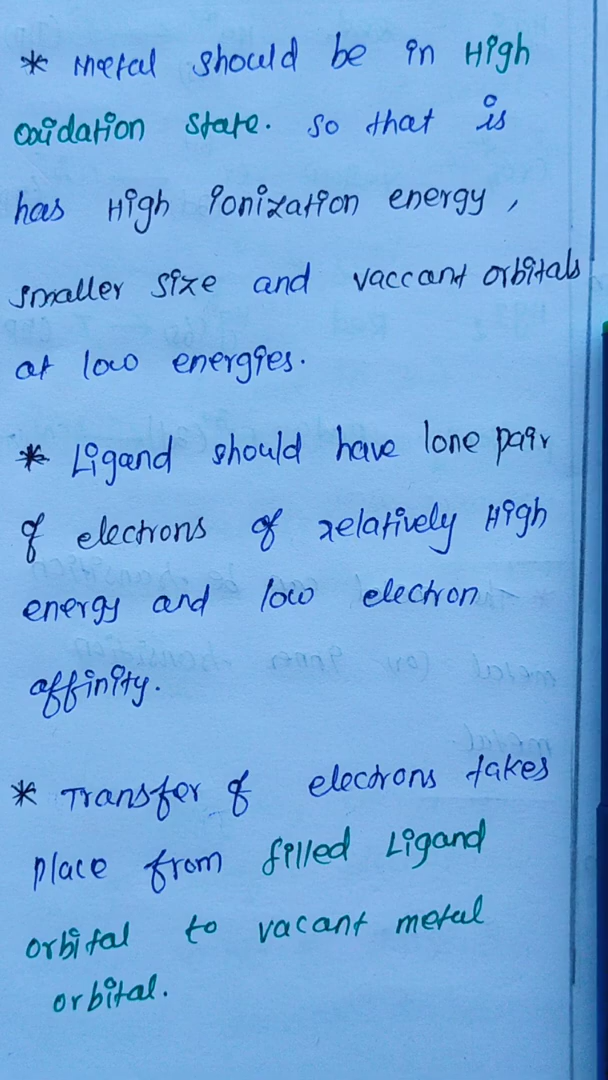 * Metal should be in High
oxidation state. so that is
has High ionization energy,
smaller size and vaccant orbitals
at low energies.
* Ligand should have lone pair
of electrons of relatively High
energy and low electron
affinity.
* Transfer of electrons takes
place from filled Ligand
orbital to vacant metal
orbital.